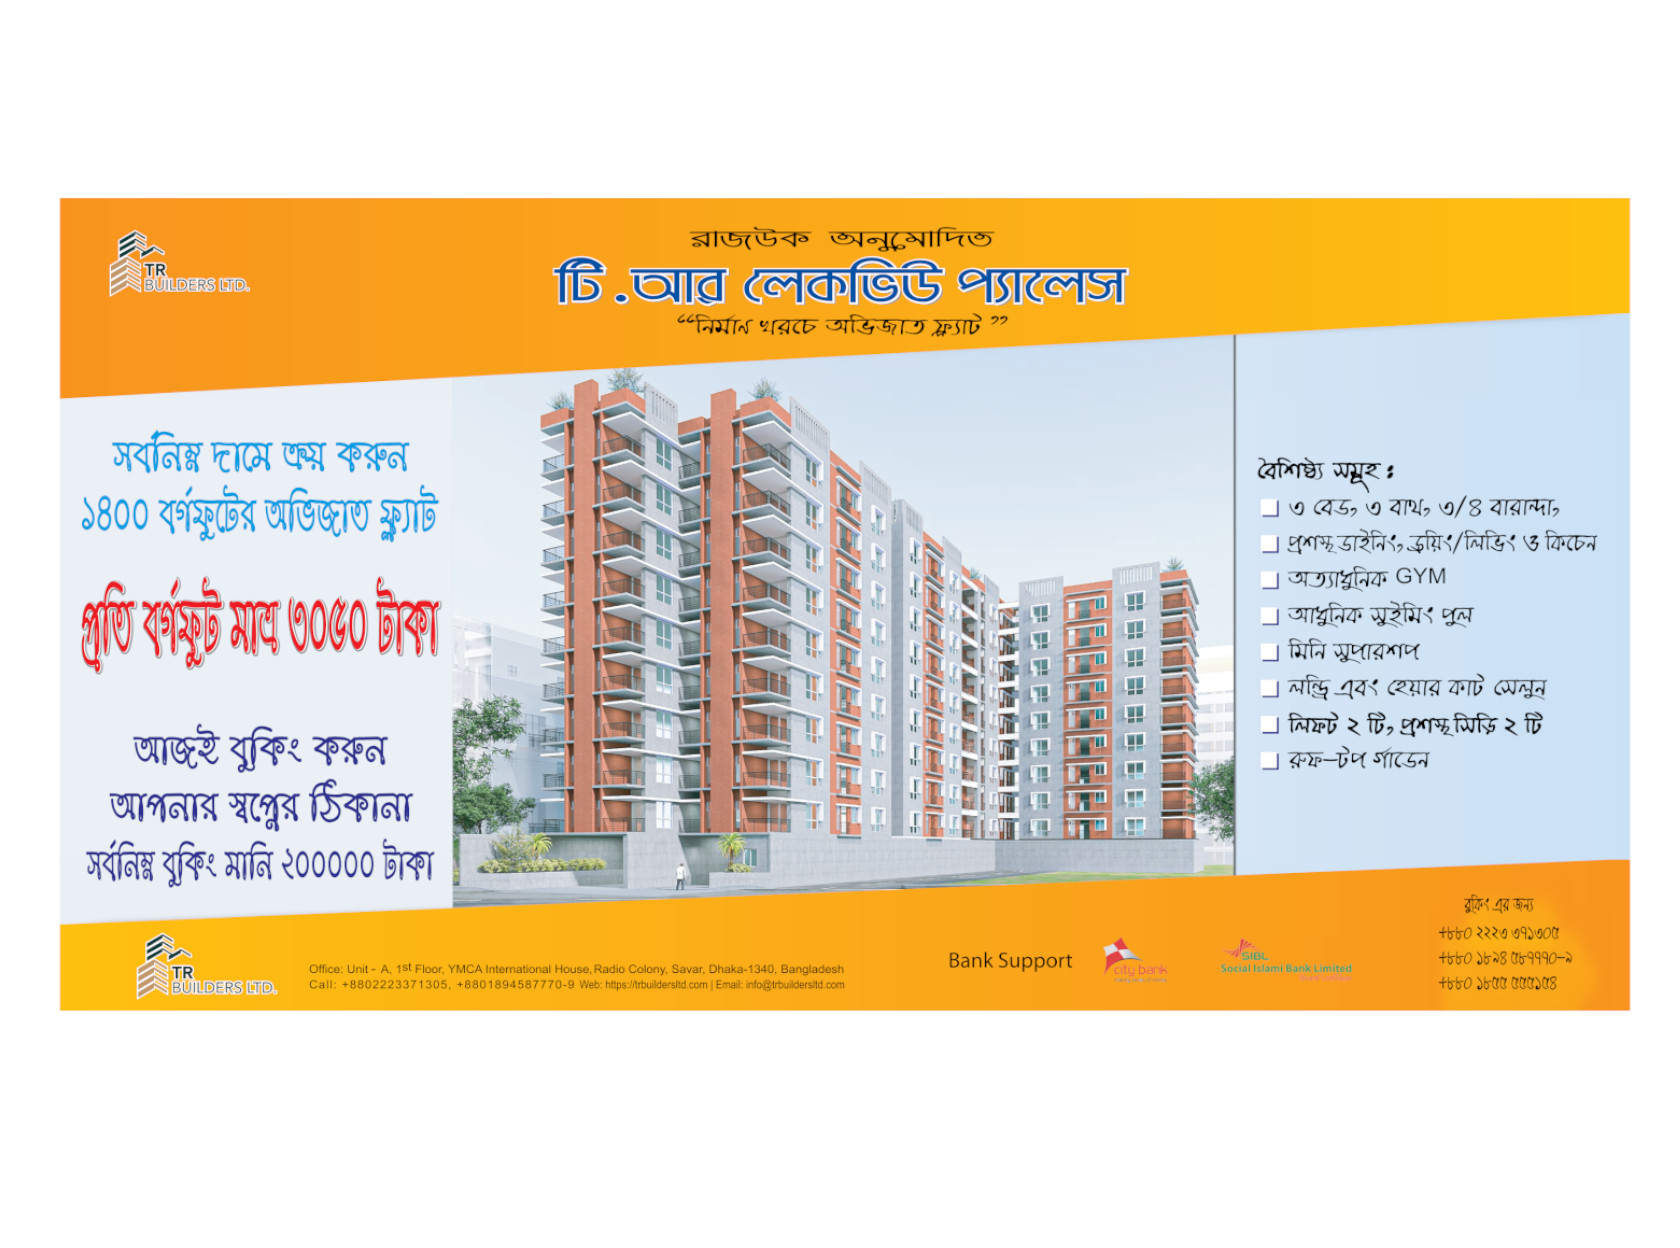 TR
BUILDERS LTD.
রাজউক অনুমোদিত
টি .আর লেকভিউ প্যালেস
“নির্মাণ খরচে অভিজাত ফ্ল্যাট ”
সর্বনিম্ন দামে ক্রয় করুন
১৪০০ বর্গফুটের অভিজাত ফ্ল্যাট
প্রতি বর্গফুট মাত্র ৩০৫০ টাকা
আজই বুকিং করুন
আপনার স্বপ্নের ঠিকানা
সর্বনিম্ন বুকিং মানি ২০০০০০ টাকা
বৈশিষ্ট্য সমূহ :
৩ বেড, ৩ বাথ, ৩/৪ বারান্দা,
প্রশস্থ ডাইনিং, ড্রয়িং/লিভিং ও কিচেন
অত্যাধুনিক GYM
আধুনিক সুইমিং পুল
মিনি সুপারশপ
লন্ড্রি এবং হেয়ার কাট সেলুন
লিফট ২ টি, প্রশস্থ সিড়ি ২ টি
রুফ-টপ গার্ডেন
TR
BUILDERS LTD.
Office: Unit - A, 1st Floor, YMCA International House, Radio Colony, Savar, Dhaka-1340, Bangladesh
Call: +8802223371305, +8801894587770-9 Web: https://trbuildersltd.com | Email: info@trbuildersltd.com
Bank Support
city bank
SIBL
Social Islami Bank Limited
বুকিং এর জন্য
+৮৮০ ২২২৩ ৩৭১৩০৫
+৮৮০ ১৮৯৪ ৫৮৭৭৭০-৯
+৮৮০ ১৮৫৫ ৫৫৫১৫৪